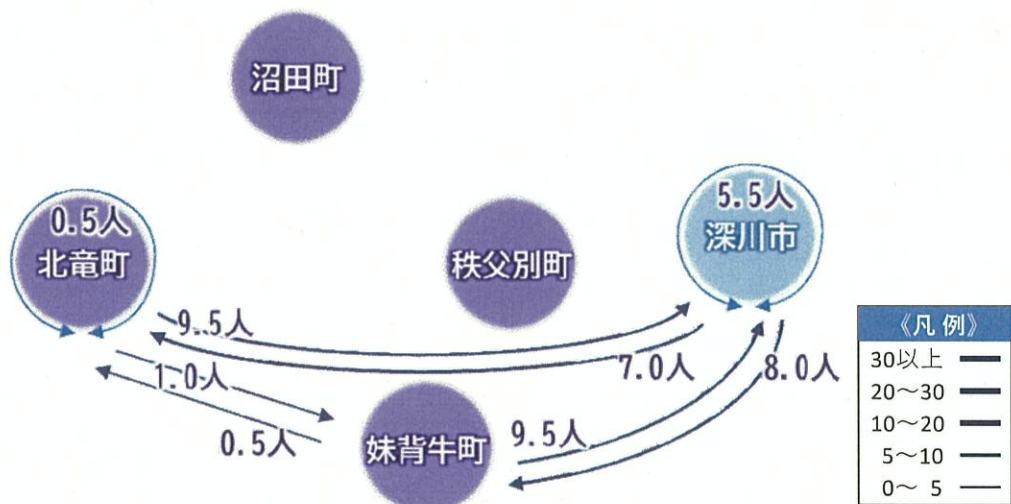 沼田町
0.5人
北竜町
5.5人
深川市
秩父別町
9.5人
7.0人
8.0人
1.0人
0.5人
妹背牛町
9.5人
《凡 例》
30以上
20～30
10～20
5～10
0～ 5